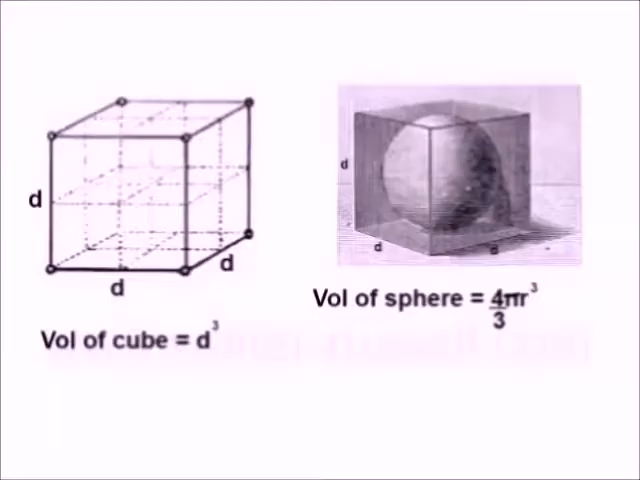 d
d
d
Vol of cube = d³
d
d
d
Vol of sphere = 4πr³
3